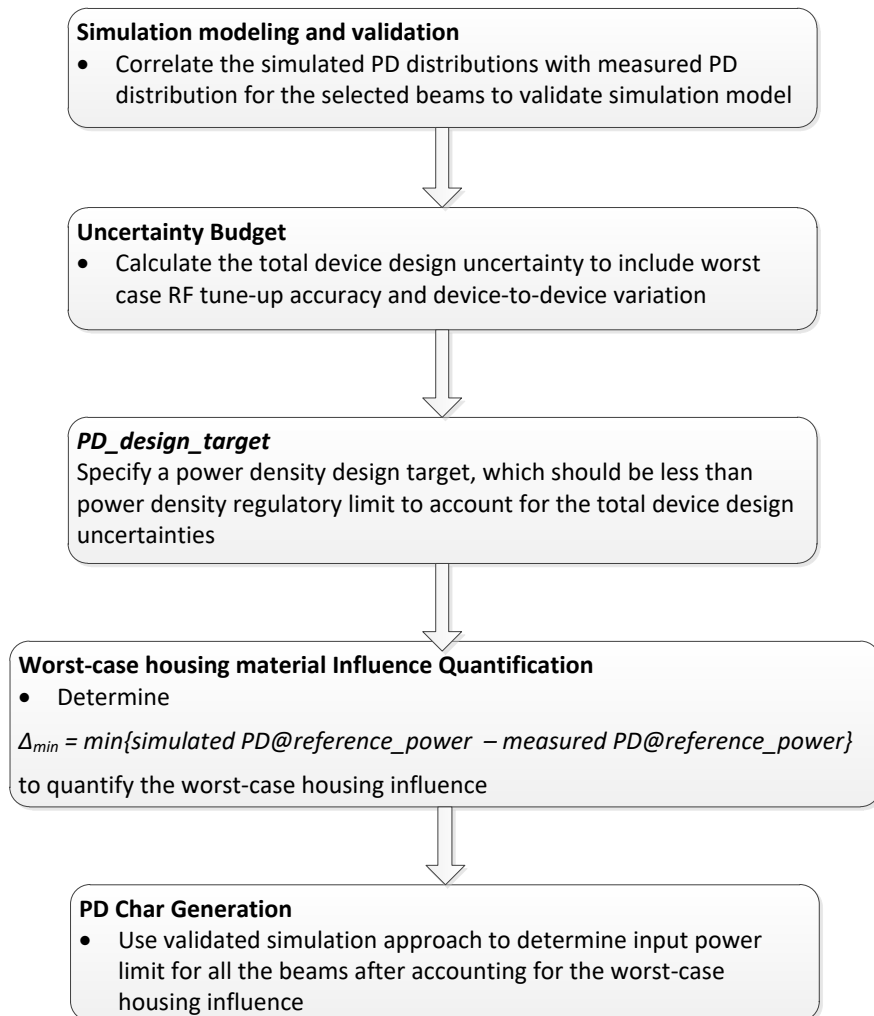 Simulation modeling and validation
• Correlate the simulated PD distributions with measured PD
distribution for the selected beams to validate simulation model
Uncertainty Budget
• Calculate the total device design uncertainty to include worst
case RF tune-up accuracy and device-to-device variation
PD_design_target
Specify a power density design target, which should be less than
power density regulatory limit to account for the total device design
uncertainties
Worst-case housing material Influence Quantification
• Determine
Δmin = min{simulated PD@reference_power – measured PD@reference_power}
to quantify the worst-case housing influence
PD Char Generation
• Use validated simulation approach to determine input power
limit for all the beams after accounting for the worst-case
housing influence